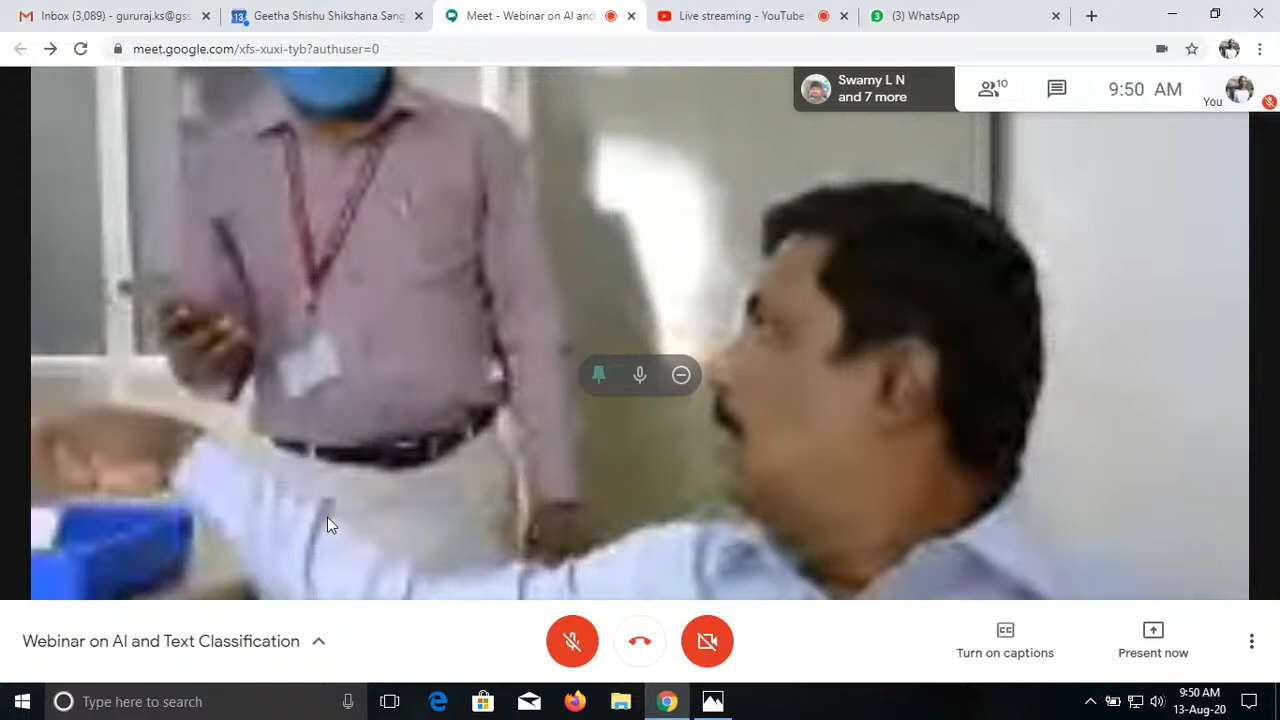 Inbox (3,089) - gururaj.ks@gs
13
Geetha Shishu Shikshana Sang
Meet - Webinar on AI and
Live streaming - YouTube
3
(3) WhatsApp
meet.google.com/xfs-xuxi-tyb?authuser=0
Swamy L N
and 7 more
10
9:50 AM
You
Webinar on AI and Text Classification
CC
Turn on captions
Present now
Type here to search
9:50 AM
13-Aug-20